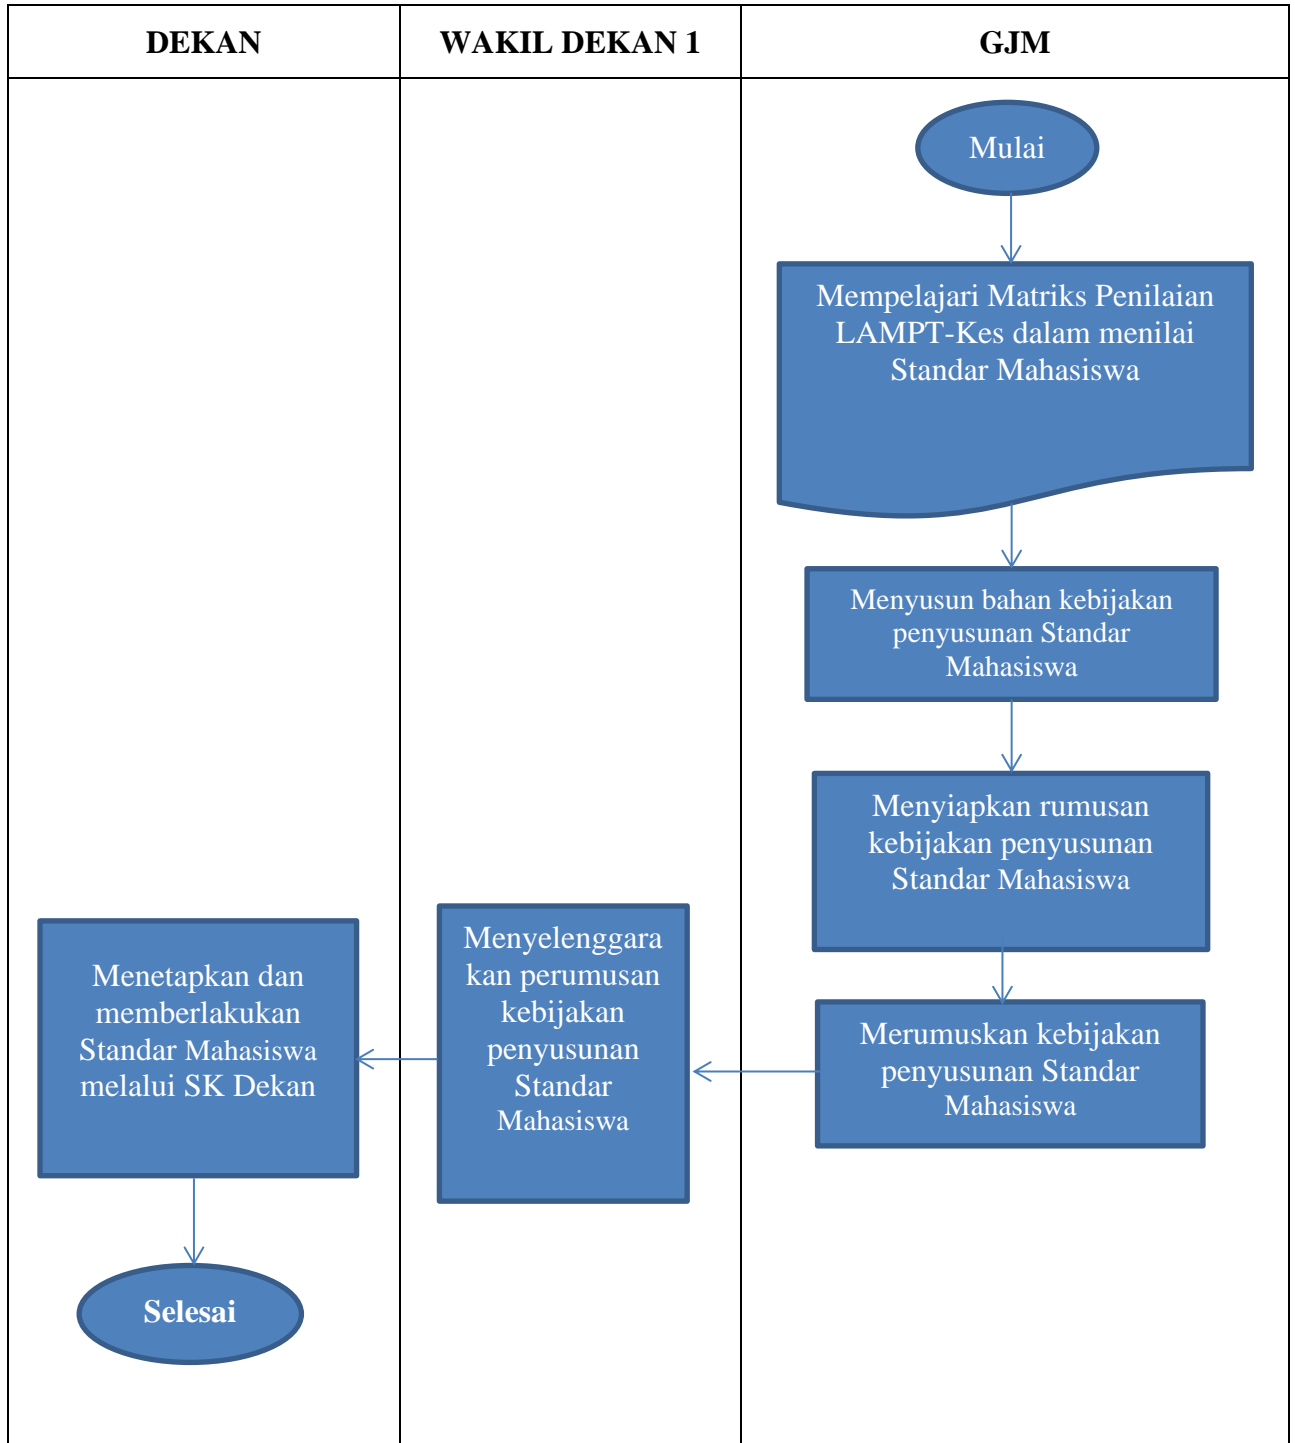 DEKAN
WAKIL DEKAN 1
GJM
Mulai
Mempelajari Matriks Penilaian
LAMPT-Kes dalam menilai
Standar Mahasiswa
Menyusun bahan kebijakan
penyusunan Standar
Mahasiswa
Menyiapkan rumusan
kebijakan penyusunan
Standar Mahasiswa
Merumuskan kebijakan
penyusunan Standar
Mahasiswa
Menyelenggara
kan perumusan
kebijakan
penyusunan
Standar
Mahasiswa
Menetapkan dan
memberlakukan
Standar Mahasiswa
melalui SK Dekan
Selesai